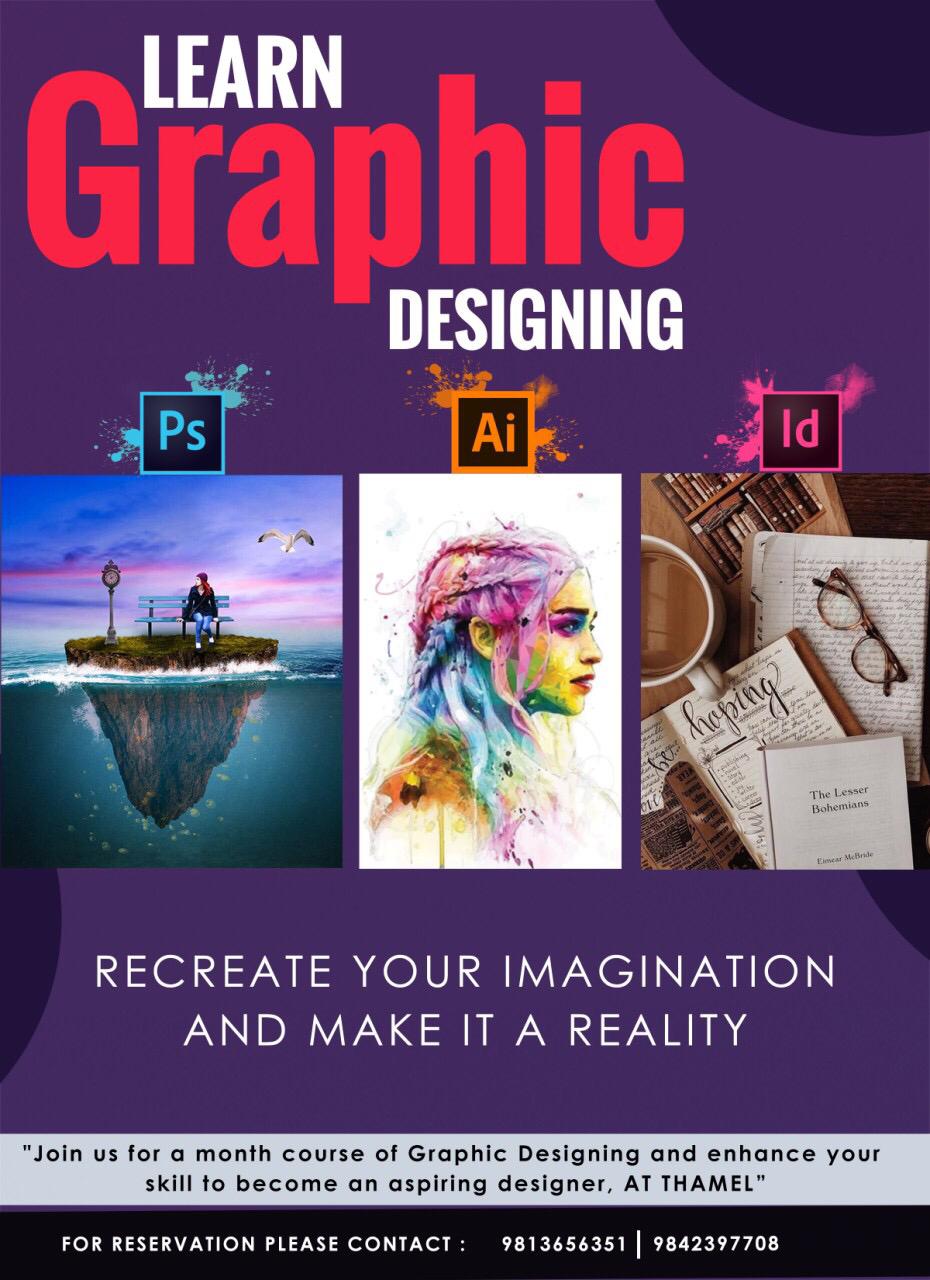 LEARN
Graphic
DESIGNING
Ps
Ai
Id
hoping
The Lesser
Bohemians
Eimear McBride
RECREATE YOUR IMAGINATION
AND MAKE IT A REALITY
"Join us for a month course of Graphic Designing and enhance your
skill to become an aspiring designer, AT THAMEL”
FOR RESERVATION PLEASE CONTACT : 9813656351 | 9842397708